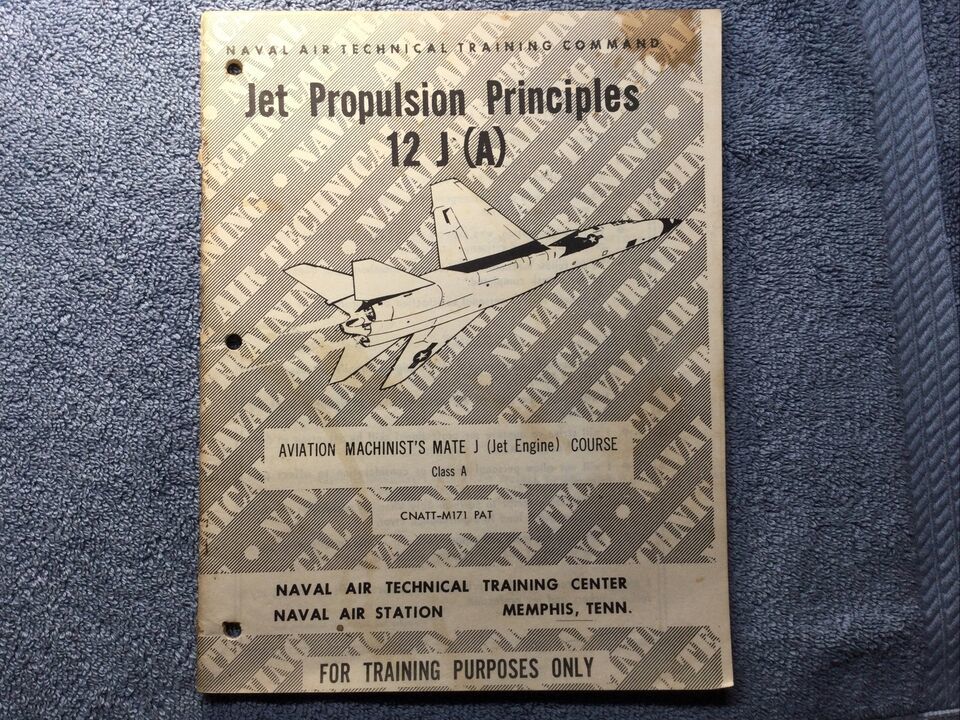 NAVAL AIR TECHNICAL TRAINING COMMAND
Jet Propulsion Principles
12 J (A)
AVIATION MACHINIST'S MATE J (Jet Engine) COURSE
Class A
CNATT-M171 PAT
NAVAL AIR TECHNICAL TRAINING CENTER
NAVAL AIR STATION MEMPHIS, TENN.
FOR TRAINING PURPOSES ONLY